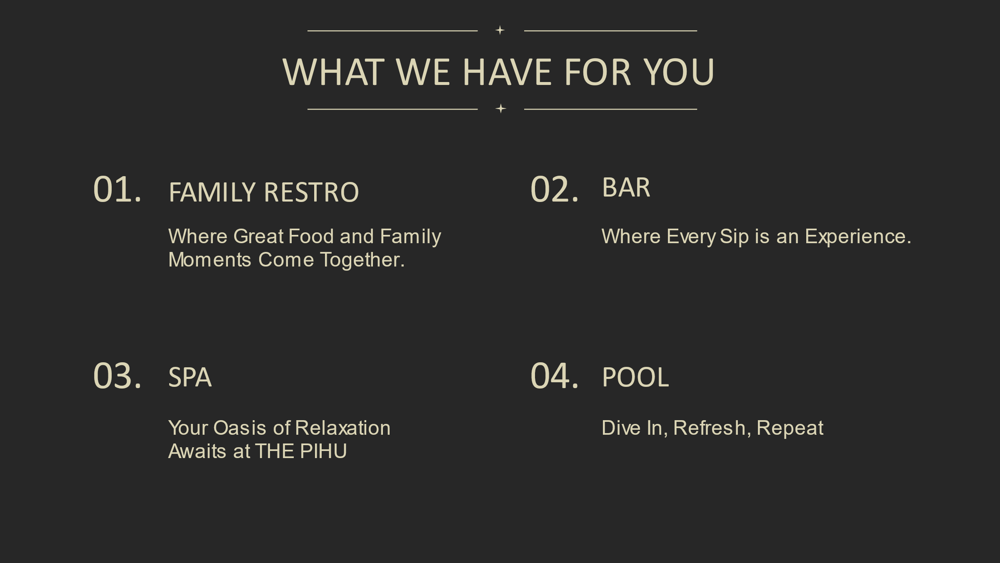 WHAT WE HAVE FOR YOU
01. FAMILY RESTRO
Where Great Food and Family
Moments Come Together.
02. BAR
Where Every Sip is an Experience.
03. SPA
Your Oasis of Relaxation
Awaits at THE PIHU
04. POOL
Dive In, Refresh, Repeat